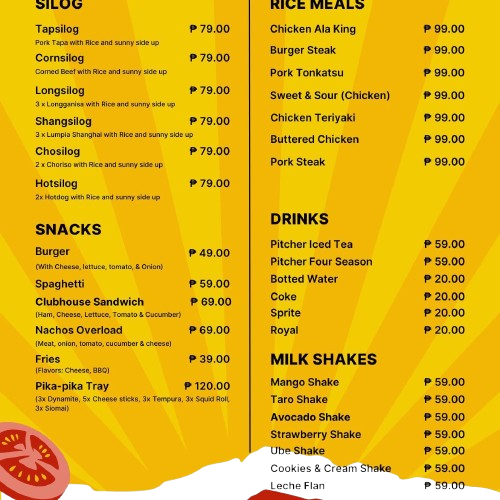 SILOG
Tapsilog ₱ 79.00
Pork Tapa with Rice and sunny side up
Cornsilog ₱ 79.00
Corned Beef with Rice and sunny side up
Longsilog ₱ 79.00
3 x Longganisa with Rice and sunny side up
Shangsilog ₱ 79.00
3 x Lumpia Shanghai with Rice and sunny side up
Chosilog ₱ 79.00
2 x Choriso with Rice and sunny side up
Hotsilog ₱ 79.00
2x Hotdog with Rice and sunny side up
SNACKS
Burger ₱ 49.00
(With Cheese, lettuce, tomato, & Onion)
Spaghetti ₱ 59.00
Clubhouse Sandwich ₱ 69.00
(Ham, Cheese, Lettuce, Tomato & Cucumber)
Nachos Overload ₱ 69.00
(Meat, onion, tomato, cucumber & cheese)
Fries ₱ 39.00
(Flavors: Cheese, BBQ)
Pika-pika Tray ₱ 120.00
(3x Dynamite, 5x Cheese sticks, 3x Tempura, 3x Squid Roll,
3x Siomai)
RICE MEALS
Chicken Ala King ₱ 99.00
Burger Steak ₱ 99.00
Pork Tonkatsu ₱ 99.00
Sweet & Sour (Chicken) ₱ 99.00
Chicken Teriyaki ₱ 99.00
Buttered Chicken ₱ 99.00
Pork Steak ₱ 99.00
DRINKS
Pitcher Iced Tea ₱ 59.00
Pitcher Four Season ₱ 59.00
Botted Water ₱ 20.00
Coke ₱ 20.00
Sprite ₱ 20.00
Royal ₱ 20.00
MILK SHAKES
Mango Shake ₱ 59.00
Taro Shake ₱ 59.00
Avocado Shake ₱ 59.00
Strawberry Shake ₱ 59.00
Ube Shake ₱ 59.00
Cookies & Cream Shake ₱ 59.00
Leche Flan ₱ 59.00